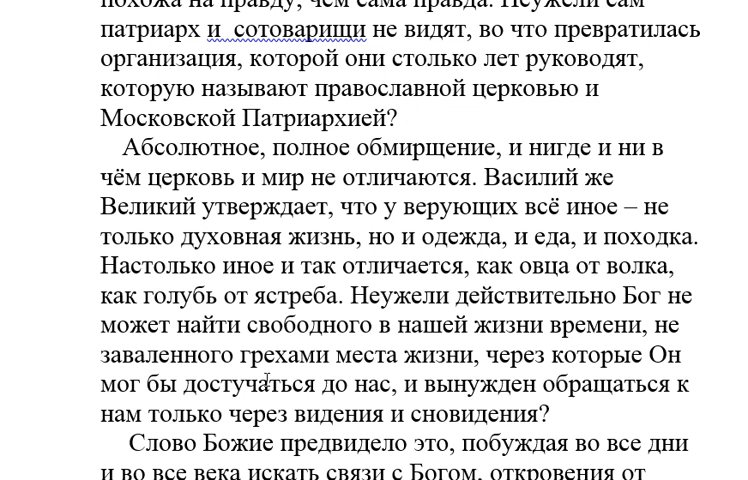 похожа на правду, чем сама правда. Неужели сам
патриарх и  сотоварищи не видят, во что превратилась
организация, которой они столько лет руководят,
которую называют православной церковью и
Московской Патриархией?
Абсолютное, полное обмирщение, и нигде и ни в
чём церковь и мир не отличаются. Василий же
Великий утверждает, что у верующих всё иное – не
только духовная жизнь, но и одежда, и еда, и походка.
Настолько иное и так отличается, как овца от волка,
как голубь от ястреба. Неужели действительно Бог не
может найти свободного в нашей жизни времени, не
заваленного грехами места жизни, через которые Он
мог бы достучаться до нас, и вынужден обращаться к
нам только через видения и сновидения?
Слово Божие предвидело это, побуждая во все дни
и во все века искать связи с Богом, откровения от